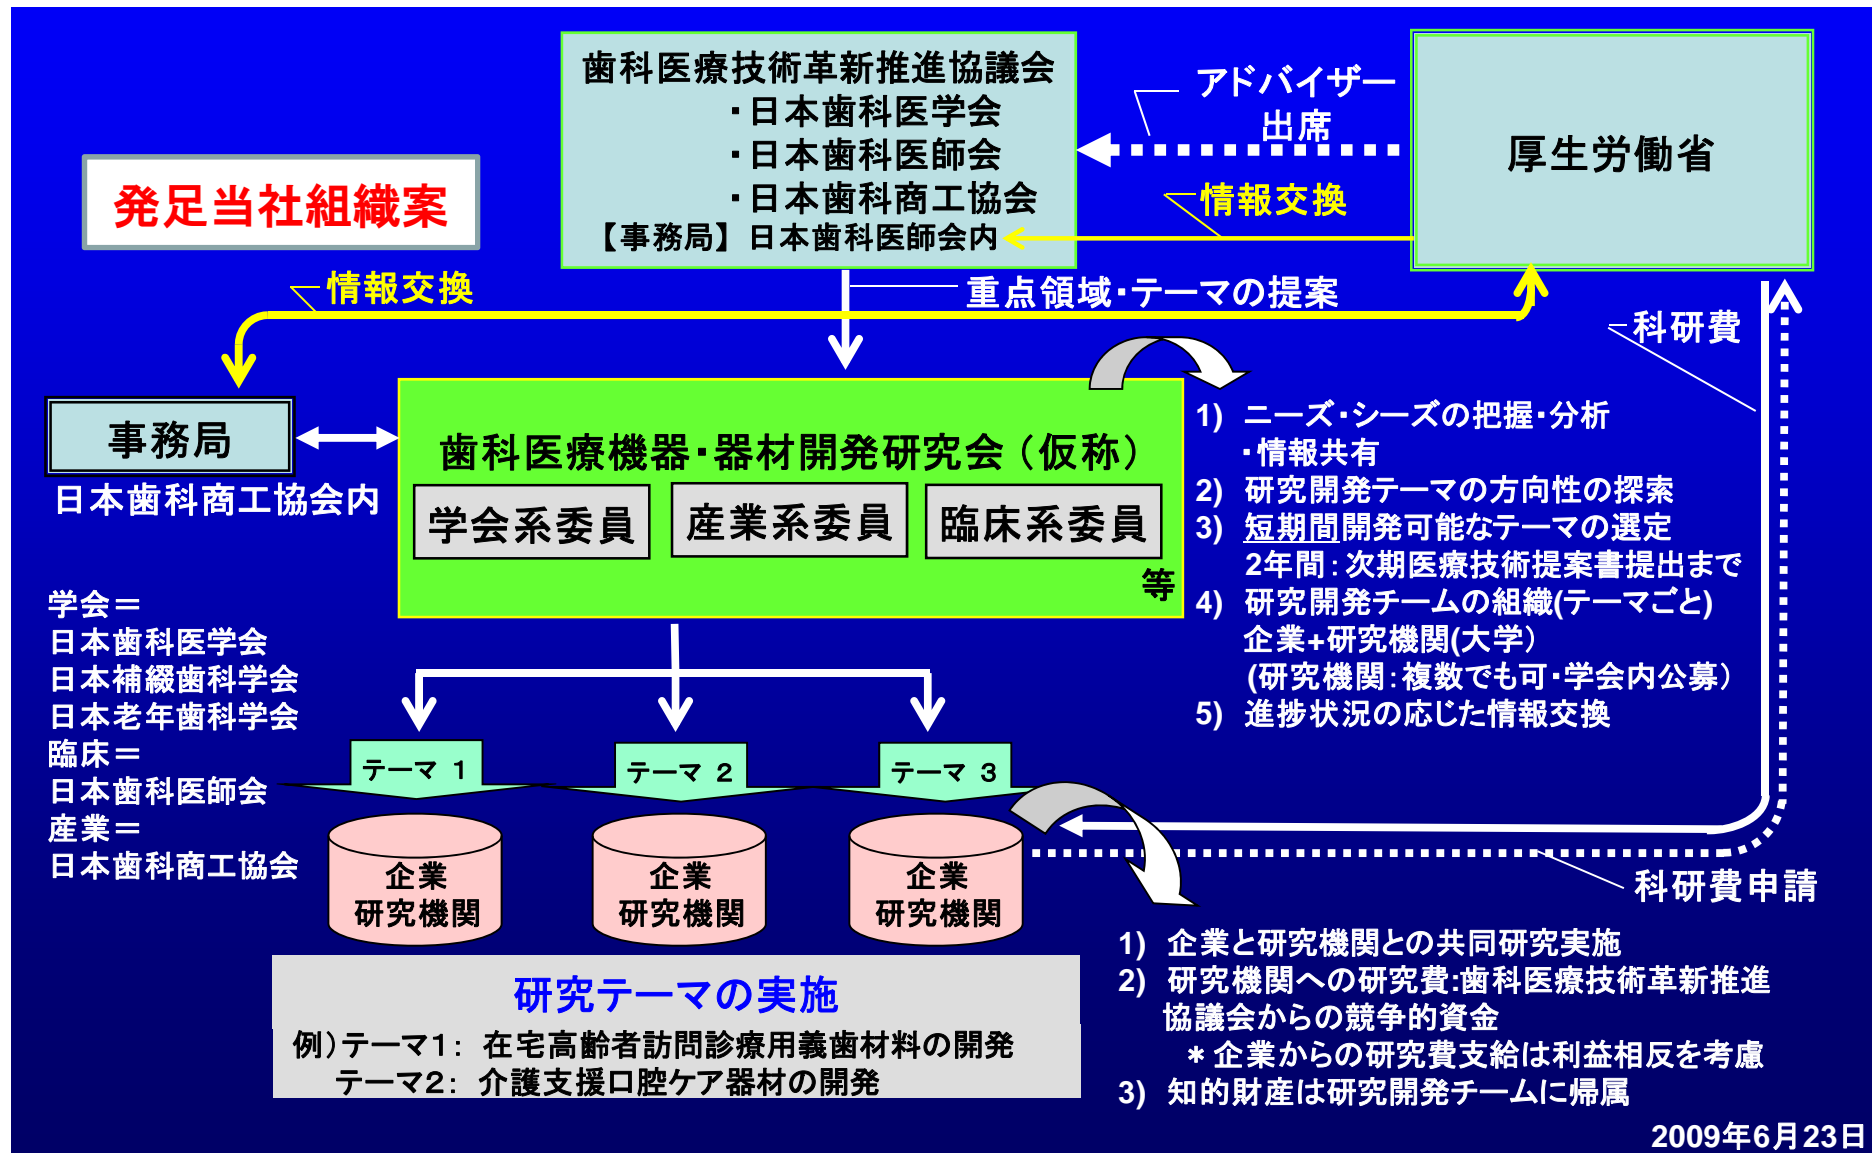 歯科医療技術革新推進協議会
・日本歯科医学会
・日本歯科医師会
・日本歯科商工協会
【事務局】日本歯科医師会内
アドバイザー
出席
厚生労働省
発足当社組織案
情報交換
情報交換
重点領域・テーマの提案
科研費
事務局
日本歯科商工協会内
歯科医療機器・器材開発研究会（仮称）
学会系委員
産業系委員
臨床系委員
等
1) ニーズ・シーズの把握・分析
・情報共有
2) 研究開発テーマの方向性の探索
3) 短期間開発可能なテーマの選定
2年間：次期医療技術提案書提出まで
4) 研究開発チームの組織(テーマごと)
企業+研究機関(大学）
(研究機関：複数でも可・学会内公募）
5) 進捗状況の応じた情報交換
学会＝
日本歯科医学会
日本補綴歯科学会
日本老年歯科学会
臨床＝
日本歯科医師会
産業＝
日本歯科商工協会
テーマ 1
テーマ 2
テーマ 3
企業
研究機関
企業
研究機関
企業
研究機関
科研費申請
研究テーマの実施
例）テーマ1： 在宅高齢者訪問診療用義歯材料の開発
テーマ2： 介護支援口腔ケア器材の開発
1) 企業と研究機関との共同研究実施
2) 研究機関への研究費:歯科医療技術革新推進
協議会からの競争的資金
＊企業からの研究費支給は利益相反を考慮
3) 知的財産は研究開発チームに帰属
2009年6月23日